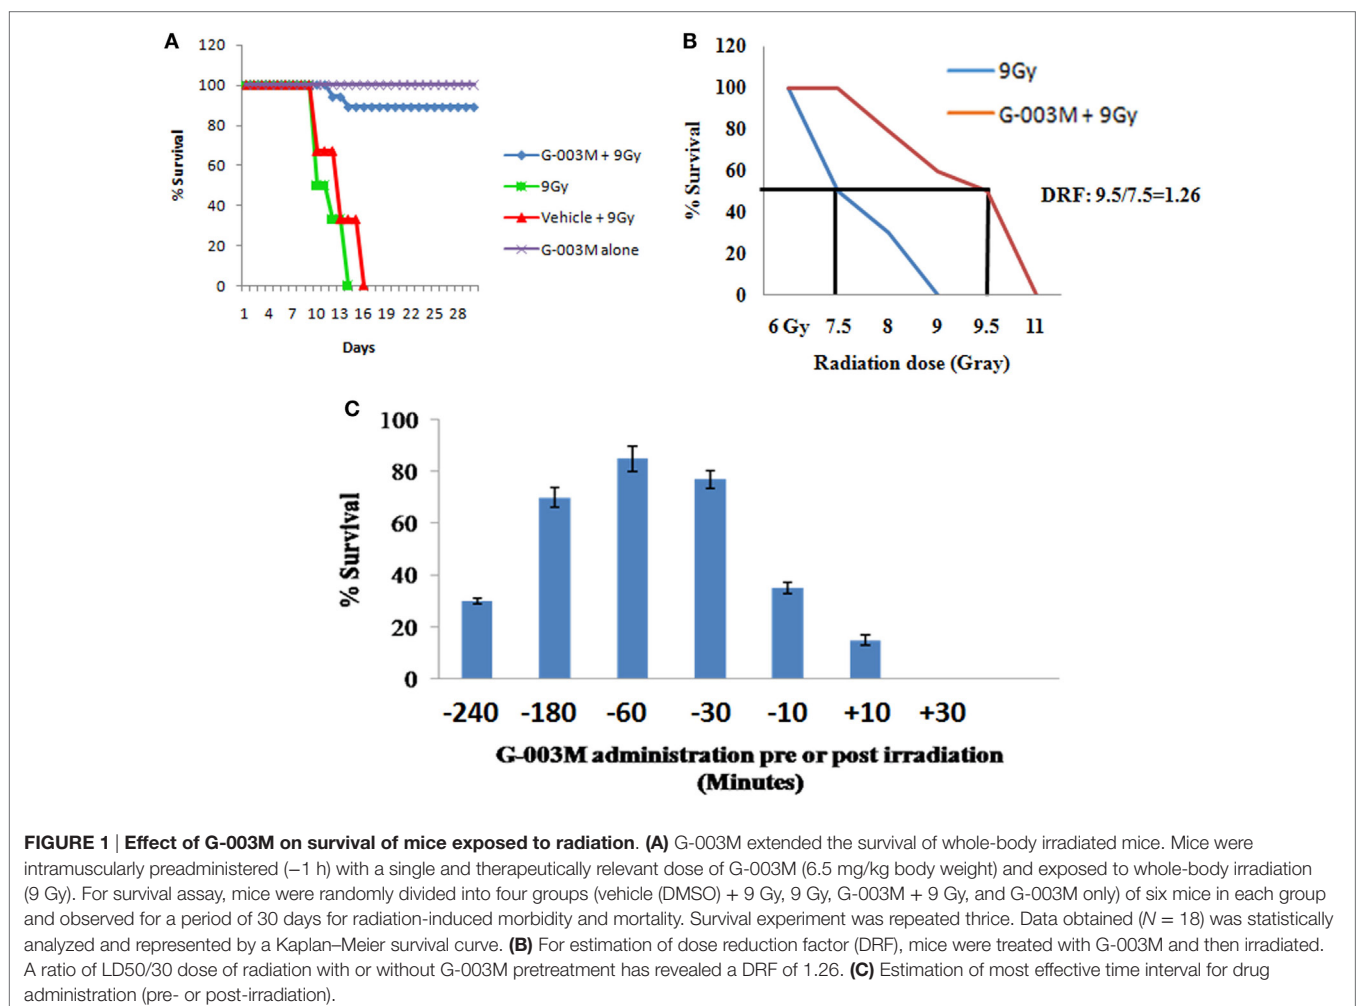 A
120
100
80
60
40
20
0
% Survival
1 4 7 10 13 16 19 22 25 28
Days
G-003M + 9Gy
9Gy
Vehicle + 9Gy
G-003M alone
B
120
100
80
60
40
20
0
% Survival
6 Gy 7.5 8 9 9.5 11
Radiation dose (Gray)
9Gy
G-003M + 9Gy
DRF: 9.5/7.5=1.26
C
100
80
60
40
20
0
% Survival
-240 -180 -60 -30 -10 +10 +30
G-003M administration pre or post irradiation
(Minutes)
FIGURE 1 | Effect of G-003M on survival of mice exposed to radiation. (A) G-003M extended the survival of whole-body irradiated mice. Mice were
intramuscularly preadministered (−1 h) with a single and therapeutically relevant dose of G-003M (6.5 mg/kg body weight) and exposed to whole-body irradiation
(9 Gy). For survival assay, mice were randomly divided into four groups (vehicle (DMSO) + 9 Gy, 9 Gy, G-003M + 9 Gy, and G-003M only) of six mice in each group
and observed for a period of 30 days for radiation-induced morbidity and mortality. Survival experiment was repeated thrice. Data obtained (N = 18) was statistically
analyzed and represented by a Kaplan–Meier survival curve. (B) For estimation of dose reduction factor (DRF), mice were treated with G-003M and then irradiated.
A ratio of LD50/30 dose of radiation with or without G-003M pretreatment has revealed a DRF of 1.26. (C) Estimation of most effective time interval for drug
administration (pre- or post-irradiation).